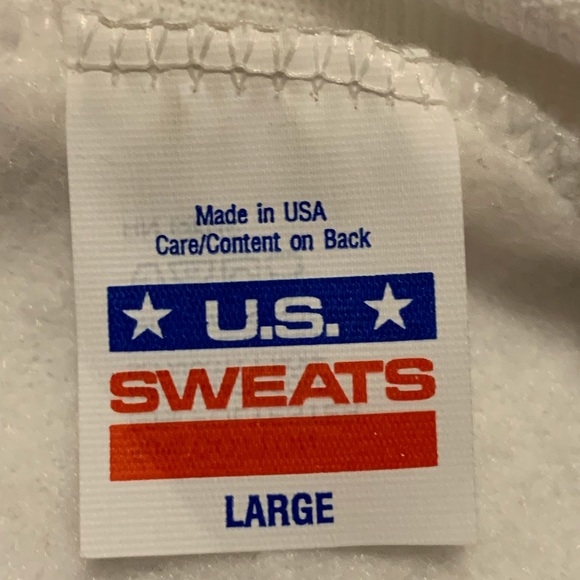 Made in USA
Care/Content on Back
U.S.
SWEATS
LARGE